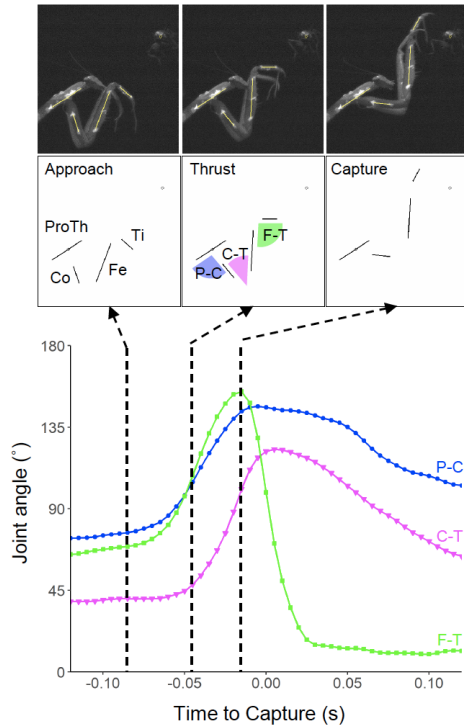 Approach
Thrust
Capture
ProTh
Ti
Co
Fe
F-T
C-T
P-C
180
135
90
45
0
Joint angle (°)
P-C
C-T
F-T
-0.10
-0.05
0.00
0.05
0.10
Time to Capture (s)